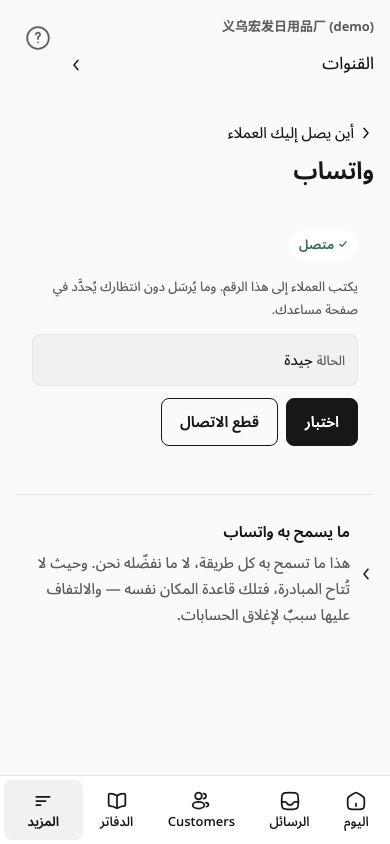 义乌宏发日用品厂 (demo)
القنوات
أين يصل إليك العملاء
واتساب
متصل
يكتب العملاء إلى هذا الرقم. وما يُرسَل دون انتظارك يُحدَّد في
صفحة مساعدك.
الحالة جيدة
اختبار
قطع الاتصال
ما يسمح به واتساب
هذا ما تسمح به كل طريقة، لا ما نفضّله نحن. وحيث لا
تُتاح المبادرة، فتلك قاعدة المكان نفسه — والالتفاف
عليها سببٌ لإغلاق الحسابات.
اليوم
الرسائل
Customers
الدفاتر
المزيد